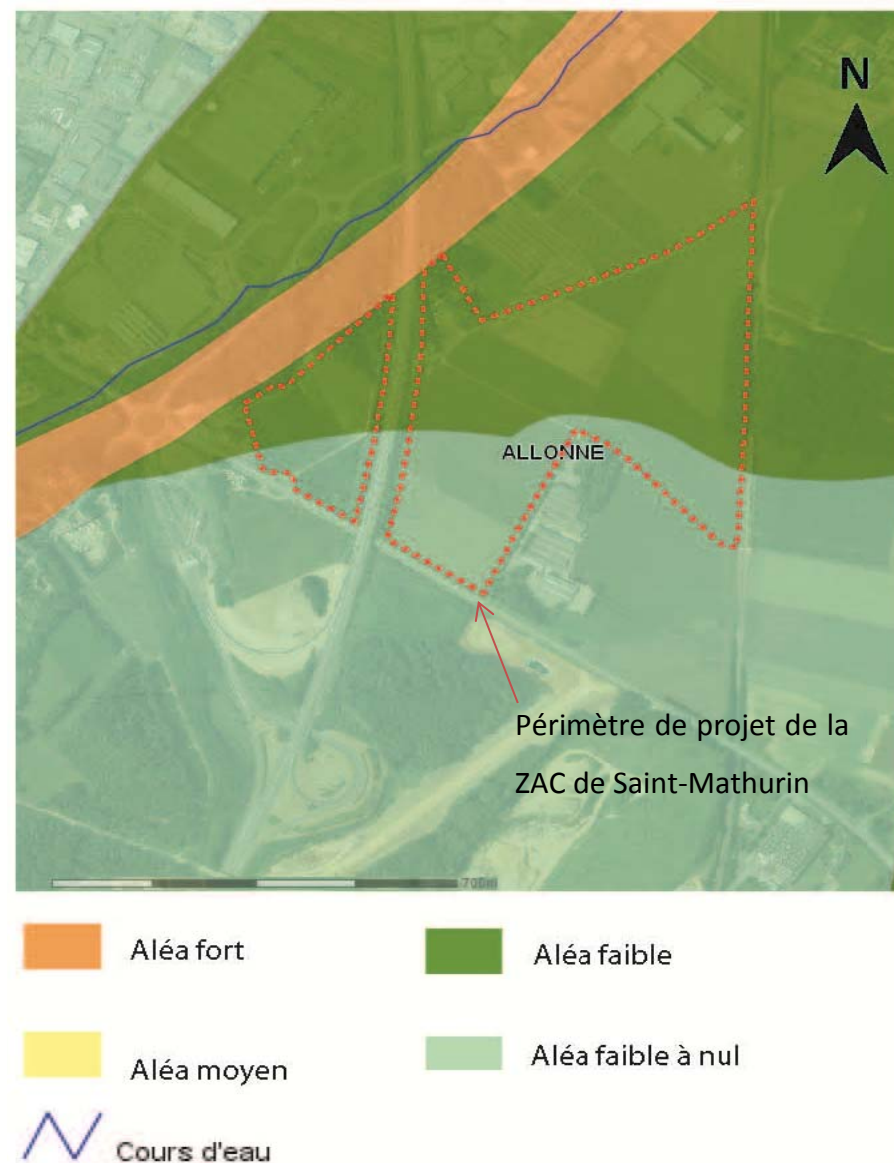 N
ALLONNE
Périmètre de projet de la
ZAC de Saint-Mathurin
700m
Aléa fort
Aléa faible
Aléa moyen
Aléa faible à nul
Cours d'eau